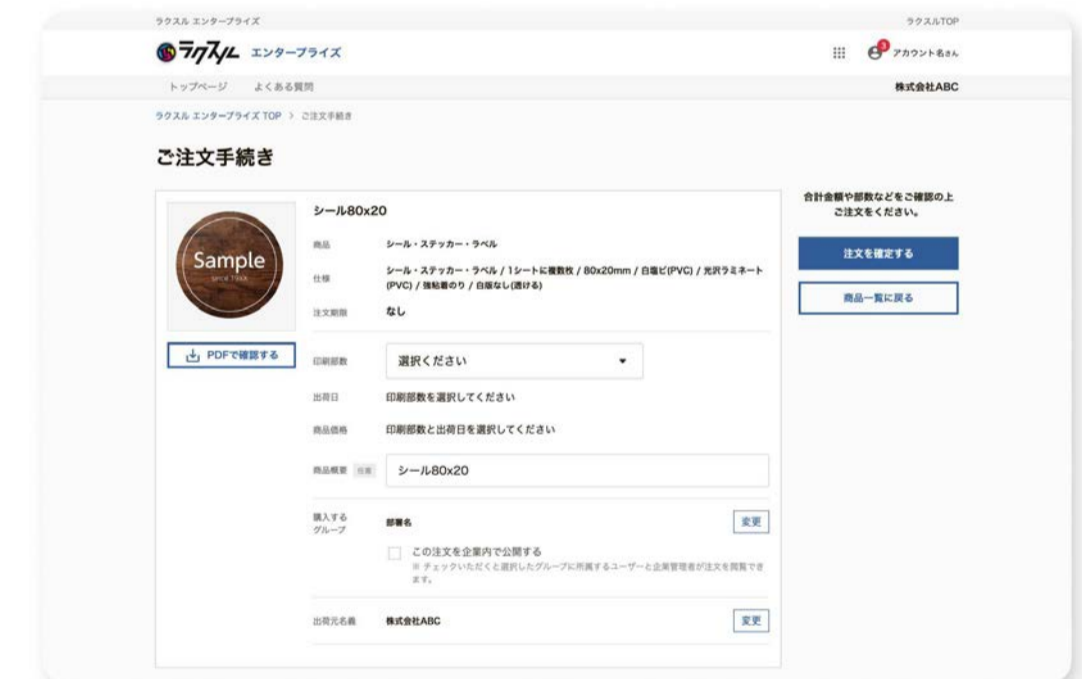 ラクスル エンタープライズ
ラクスルTOP
ラクスル エンタープライズ
3
アカウント名さん
トップページ よくある質問
株式会社ABC
ラクスル エンタープライズ TOP > ご注文手続き
ご注文手続き
Sample
since 1998
PDFで確認する
シール80x20
商品 シール・ステッカー・ラベル
仕様 シール・ステッカー・ラベル / 1シートに複数枚 / 80x20mm / 白塩ビ(PVC) / 光沢ラミネート
(PVC) / 強粘着のり / 白版なし(透ける)
注文期限 なし
印刷部数 選択ください
出荷日 印刷部数を選択してください
商品価格 印刷部数と出荷日を選択してください
商品概要 任意 シール80x20
購入する
グループ
部署名 変更
この注文を企業内で公開する
※ チェックいただくと選択したグループに所属するユーザーと企業管理者が注文を閲覧でき
ます。
出荷元名義 株式会社ABC 変更
合計金額や部数などをご確認の上
ご注文をください。
注文を確定する
商品一覧に戻る